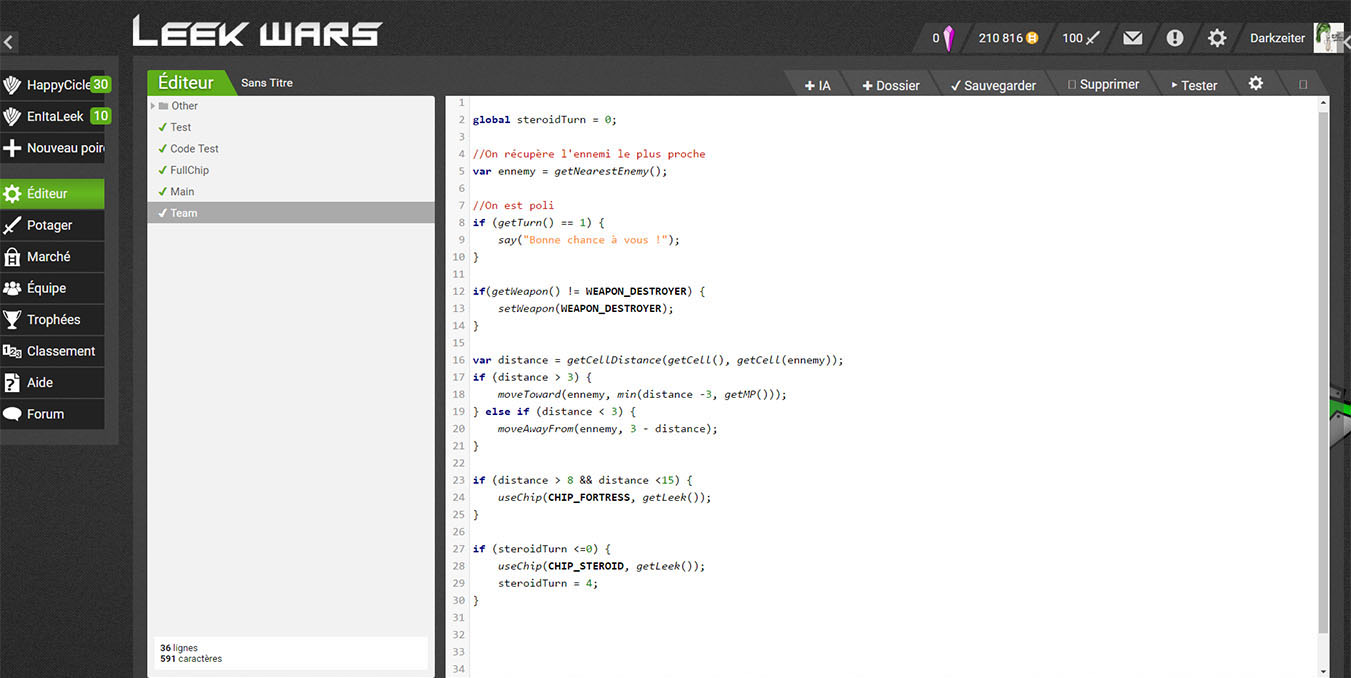 LEEK WARS
0
210 816
100
Darkzeiter
HappyCicle 30
EnItaLeek 10
Nouveau poir
Éditeur
Potager
Marché
Équipe
Trophées
Classement
Aide
Forum
Éditeur
Sans Titre
+ IA
+ Dossier
✓ Sauvegarder
Supprimer
Tester
Other
Test
Code Test
FullChip
Main
Team
36 lignes
591 caractères
1
2 global steroidTurn = 0;
3
4 //On récupère l'ennemi le plus proche
5 var ennemy = getNearestEnemy();
6
7 //On est poli
8 if (getTurn() == 1) {
9 say("Bonne chance à vous !");
10 }
11
12 if(getWeapon() != WEAPON_DESTROYER) {
13 setWeapon(WEAPON_DESTROYER);
14 }
15
16 var distance = getCellDistance(getCell(), getCell(ennemy));
17 if (distance > 3) {
18 moveToward(ennemy, min(distance -3, getMP()));
19 } else if (distance < 3) {
20 moveAwayFrom(ennemy, 3 - distance);
21 }
22
23 if (distance > 8 && distance <15) {
24 useChip(CHIP_FORTRESS, getLeek());
25 }
26
27 if (steroidTurn <=0) {
28 useChip(CHIP_STEROID, getLeek());
29 steroidTurn = 4;
30 }
31
32
33
34